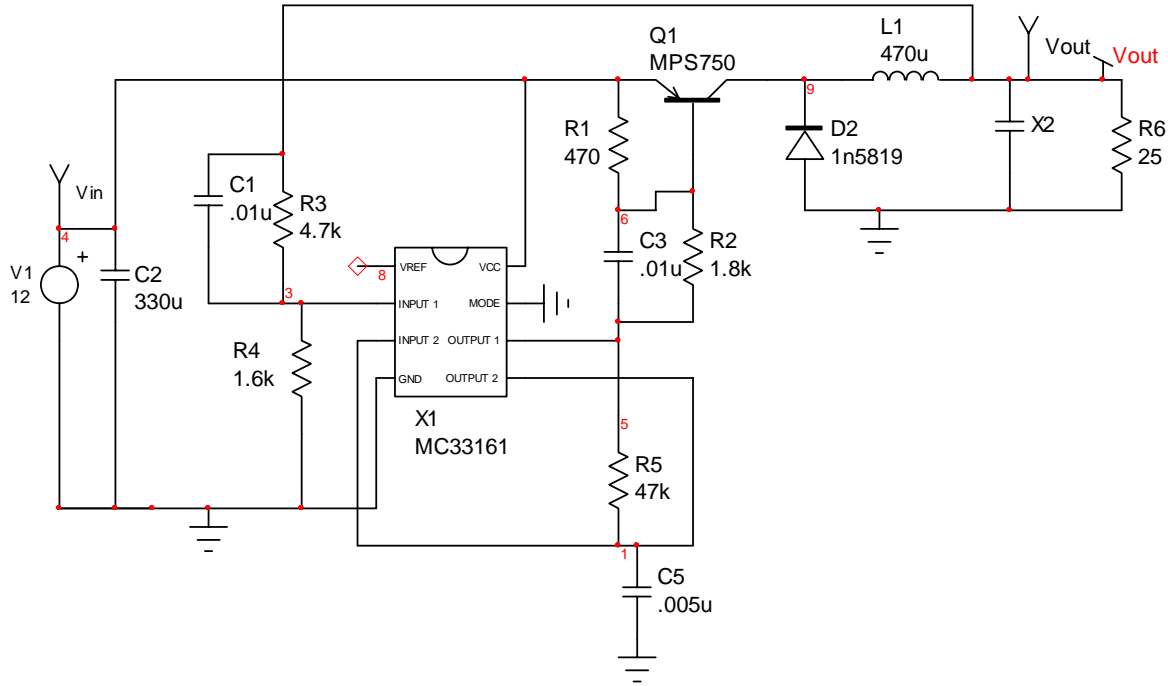 Q1
MPS750
L1
470u
Vout
Vout
9
R1
470
D2
1n5819
X2
R6
25
Vin
4
C1
.01u
R3
4.7k
6
C3
.01u
R2
1.8k
V1
12
+
C2
330u
8
VREF
VCC
3
INPUT 1
MODE
INPUT 2
OUTPUT 1
GND
OUTPUT 2
R4
1.6k
X1
MC33161
5
R5
47k
1
C5
.005u